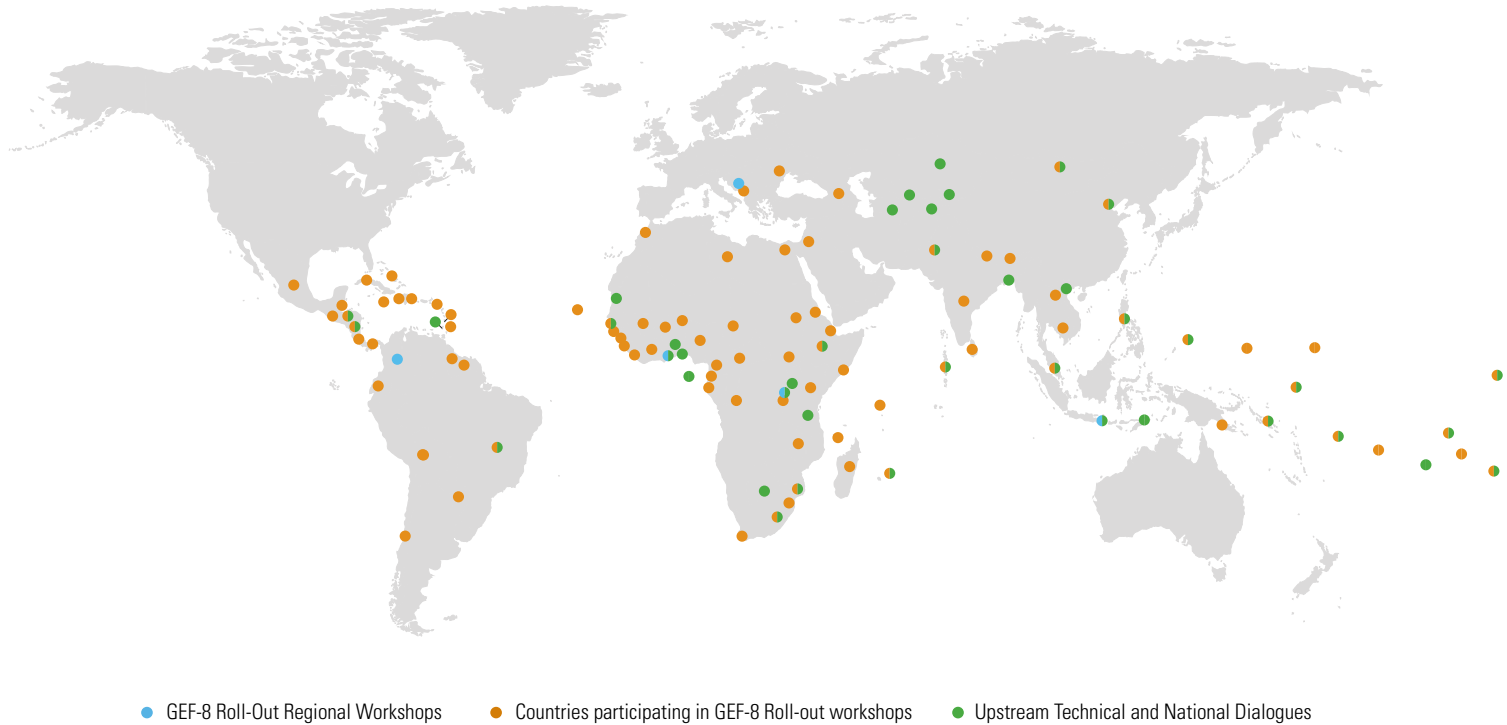 GEF-8 Roll-Out Regional Workshops Countries participating in GEF-8 Roll-out workshops Upstream Technical and National Dialogues